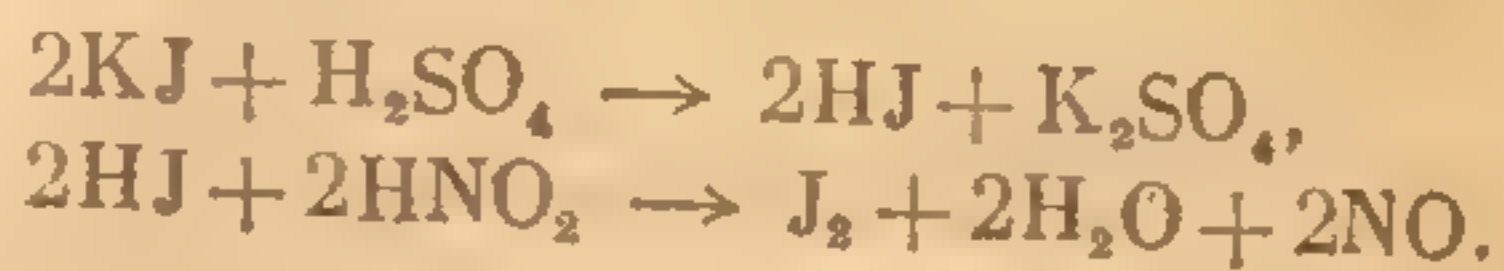 2KJ + H₂SO₄ → 2HJ + K₂SO₄,
2HJ + 2HNO₂ → J₂ + 2H₂O + 2NO.